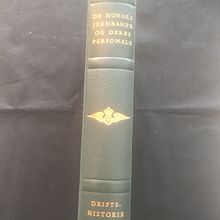 DE NORSKE
JERNBANER
OG DERES
PERSONALE
DRIFTS-
HISTORIE